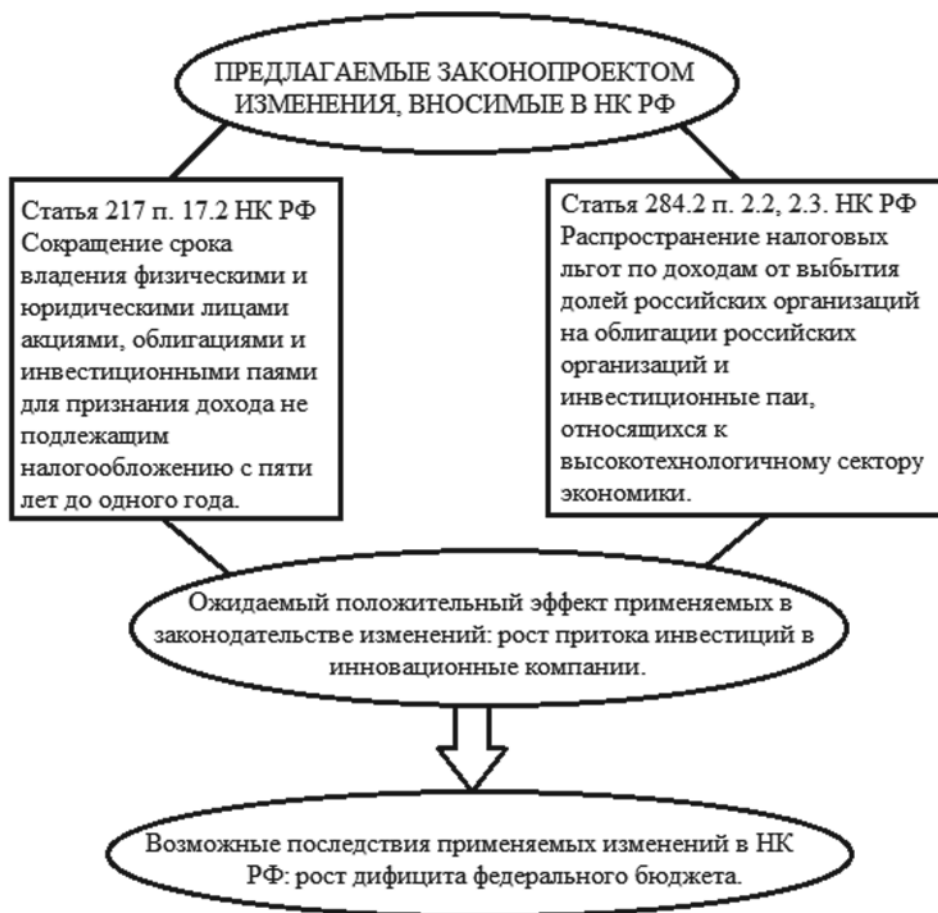 ПРЕДЛАГАЕМЫЕ ЗАКОНОПРОЕКТОМ
ИЗМЕНЕНИЯ, ВНОСИМЫЕ В НК РФ
Статья 217 п. 17.2 НК РФ
Сокращение срока
владения физическими и
юридическими лицами
акциями, облигациями и
инвестиционными паями
для признания дохода не
подлежащим
налогообложению с пяти
лет до одного года.
Статья 284.2 п. 2.2, 2.3. НК РФ
Распространение налоговых
льгот по доходам от выбытия
долей российских организаций
на облигации российских
организаций и
инвестиционные паи,
относящихся к
высокотехнологичному сектору
экономики.
Ожидаемый положительный эффект применяемых в
законодательстве изменений: рост притока инвестиций в
инновационные компании.
Возможные последствия применяемых изменений в НК
РФ: рост дифицита федерального бюджета.